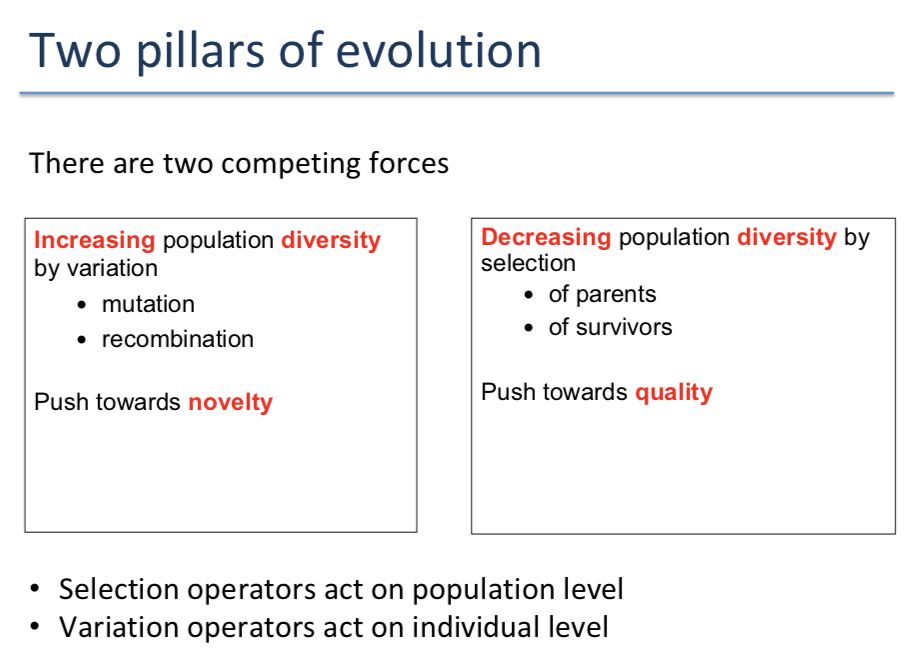 Two pillars of evolution
There are two competing forces
Increasing population diversity
by variation
• mutation
• recombination
Push towards novelty
Decreasing population diversity by
selection
• of parents
• of survivors
Push towards quality
• Selection operators act on population level
• Variation operators act on individual level